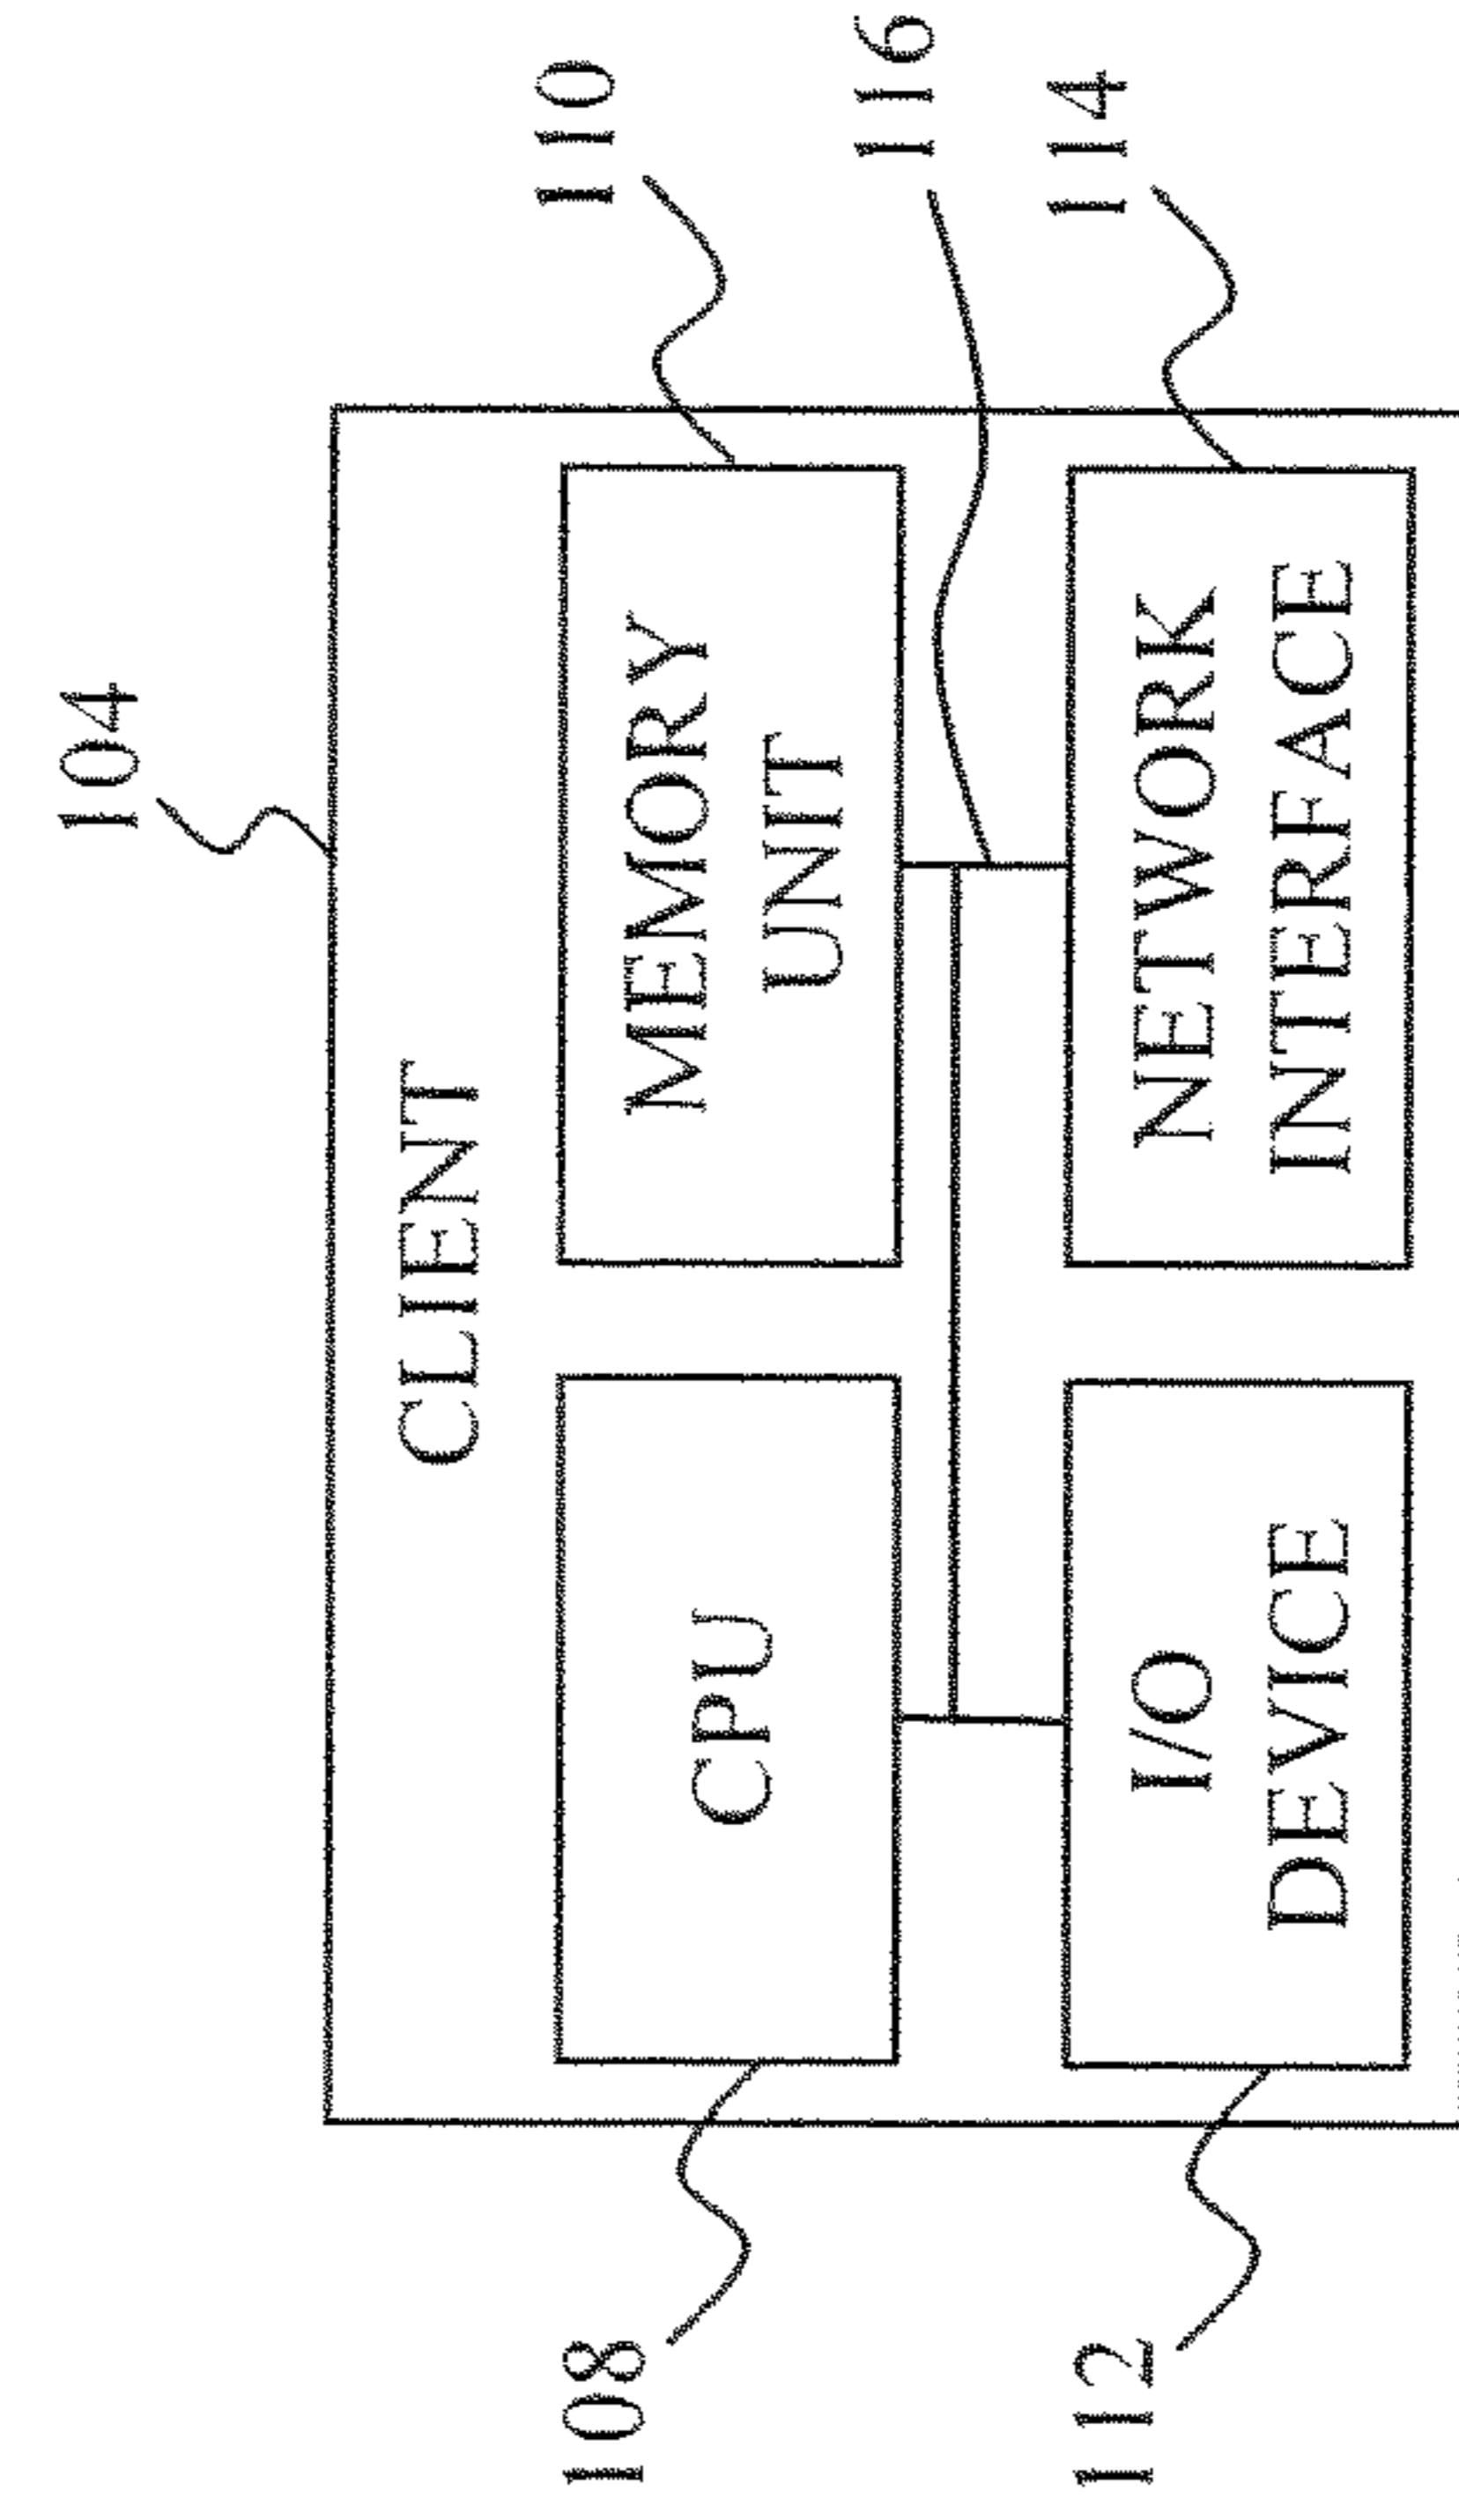 104
CLIENT
108
CPU
MEMORY
UNIT
110
116
112
I/O
DEVICE
NETWORK
INTERFACE
114